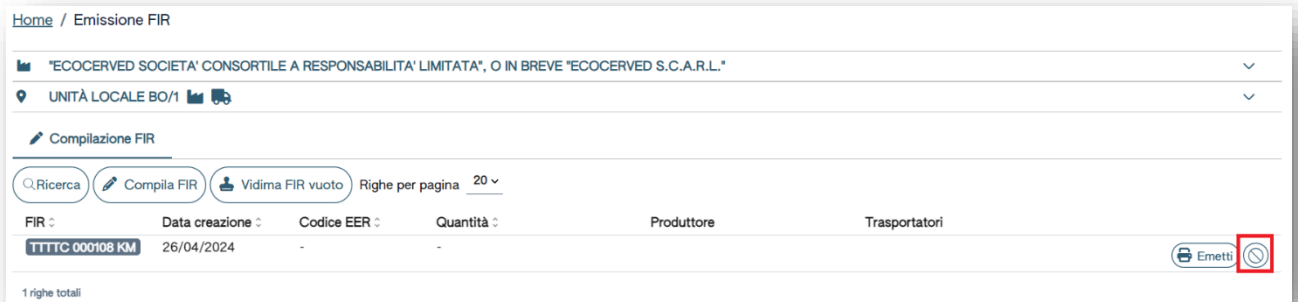 Home / Emissione FIR
"ECOCERVED SOCIETA' CONSORTILE A RESPONSABILITA' LIMITATA", O IN BREVE "ECOCERVED S.C.A.R.L."
UNITÀ LOCALE BO/1
Compilazione FIR
Ricerca Compila FIR Vidima FIR vuoto Righe per pagina 20
FIR Data creazione Codice EER Quantità Produttore Trasportatori
TTTTC 000108 KM 26/04/2024 - -
Emetti
1 righe totali